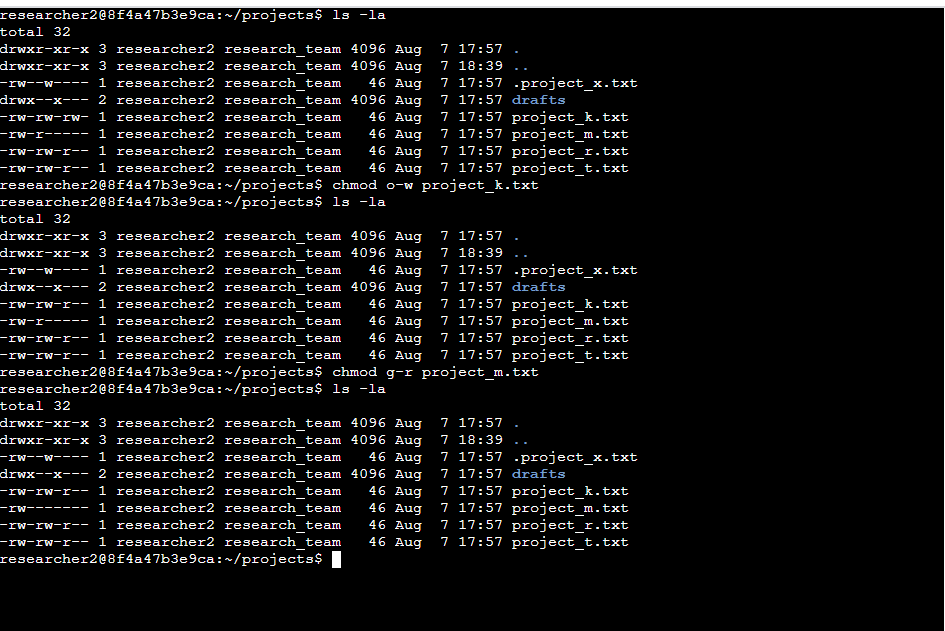 researcher2@8f4a47b3e9ca:~/projects$ ls -la
total 32
drwxr-xr-x 3 researcher2 research_team 4096 Aug  7 17:57 .
drwxr-xr-x 3 researcher2 research_team 4096 Aug  7 18:39 ..
-rw--w---- 1 researcher2 research_team   46 Aug  7 17:57 .project_x.txt
drwx--x--- 2 researcher2 research_team 4096 Aug  7 17:57 drafts
-rw-rw-rw- 1 researcher2 research_team   46 Aug  7 17:57 project_k.txt
-rw-r----- 1 researcher2 research_team   46 Aug  7 17:57 project_m.txt
-rw-rw-r-- 1 researcher2 research_team   46 Aug  7 17:57 project_r.txt
-rw-rw-r-- 1 researcher2 research_team   46 Aug  7 17:57 project_t.txt
researcher2@8f4a47b3e9ca:~/projects$ chmod o-w project_k.txt
researcher2@8f4a47b3e9ca:~/projects$ ls -la
total 32
drwxr-xr-x 3 researcher2 research_team 4096 Aug  7 17:57 .
drwxr-xr-x 3 researcher2 research_team 4096 Aug  7 18:39 ..
-rw--w---- 1 researcher2 research_team   46 Aug  7 17:57 .project_x.txt
drwx--x--- 2 researcher2 research_team 4096 Aug  7 17:57 drafts
-rw-rw-r-- 1 researcher2 research_team   46 Aug  7 17:57 project_k.txt
-rw-r----- 1 researcher2 research_team   46 Aug  7 17:57 project_m.txt
-rw-rw-r-- 1 researcher2 research_team   46 Aug  7 17:57 project_r.txt
-rw-rw-r-- 1 researcher2 research_team   46 Aug  7 17:57 project_t.txt
researcher2@8f4a47b3e9ca:~/projects$ chmod g-r project_m.txt
researcher2@8f4a47b3e9ca:~/projects$ ls -la
total 32
drwxr-xr-x 3 researcher2 research_team 4096 Aug  7 17:57 .
drwxr-xr-x 3 researcher2 research_team 4096 Aug  7 18:39 ..
-rw--w---- 1 researcher2 research_team   46 Aug  7 17:57 .project_x.txt
drwx--x--- 2 researcher2 research_team 4096 Aug  7 17:57 drafts
-rw-rw-r-- 1 researcher2 research_team   46 Aug  7 17:57 project_k.txt
-rw------- 1 researcher2 research_team   46 Aug  7 17:57 project_m.txt
-rw-rw-r-- 1 researcher2 research_team   46 Aug  7 17:57 project_r.txt
-rw-rw-r-- 1 researcher2 research_team   46 Aug  7 17:57 project_t.txt
researcher2@8f4a47b3e9ca:~/projects$